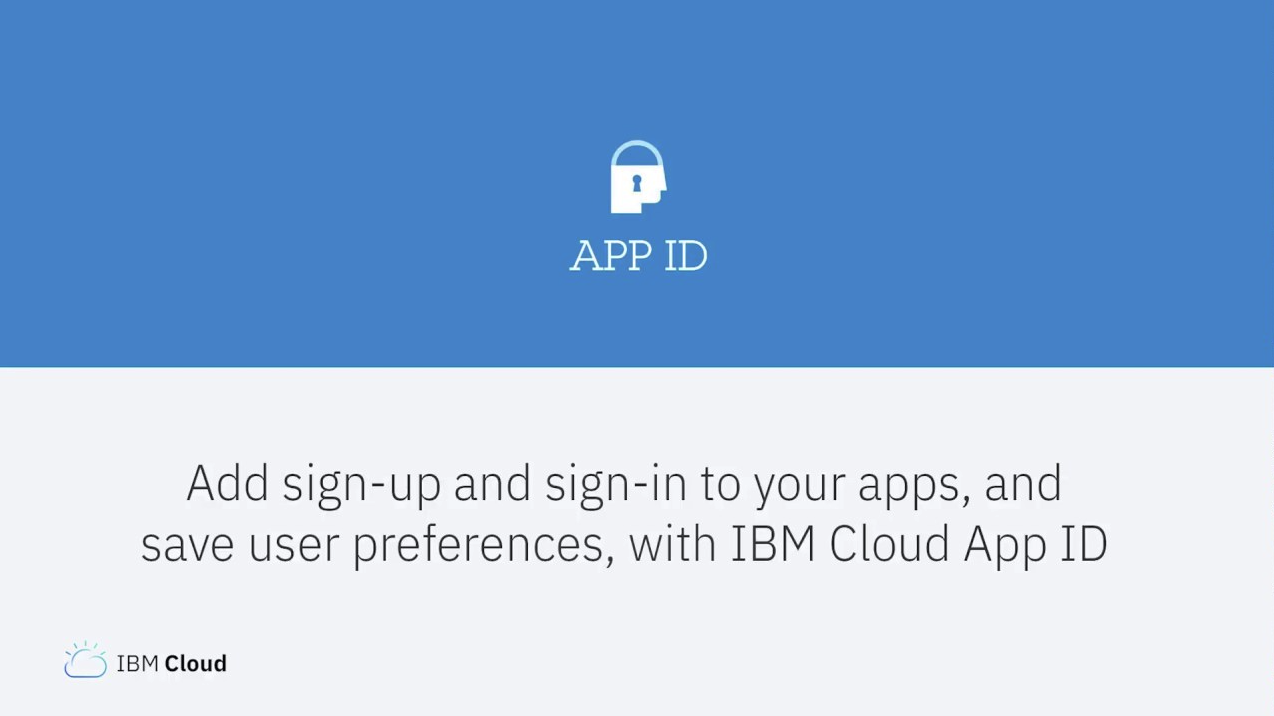 APP ID
Add sign-up and sign-in to your apps, and
save user preferences, with IBM Cloud App ID
IBM Cloud